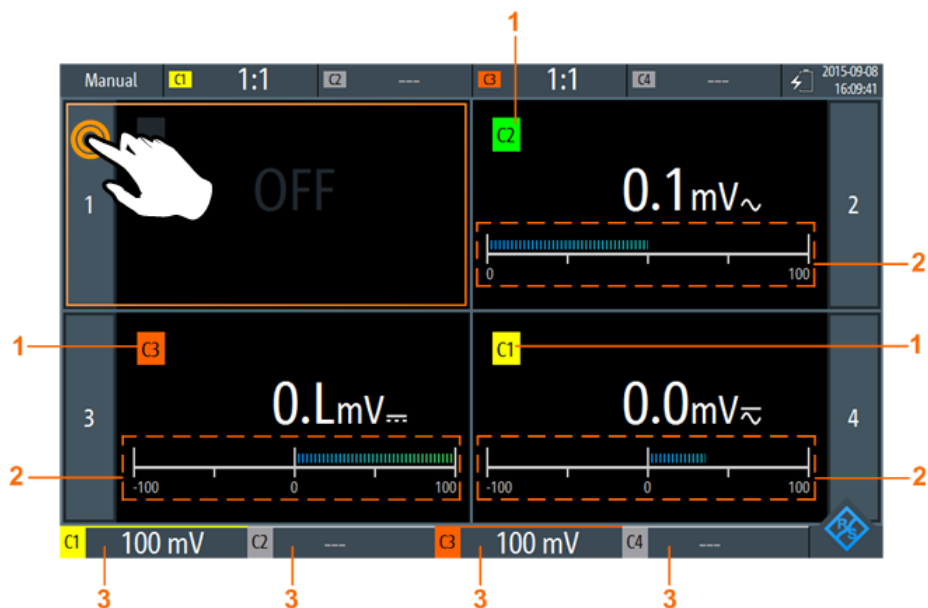 1
Manual C1 1:1 C2 --- C3 1:1 C4 --- 2015-09-08
16:09:41
1 OFF
C2
0.1mV~ 2
0 100
2
1 C3
C1 1
3 0.LmV⎓
0.0mV⏦ 4
2 -100 0 100
-100 0 100 2
C1 100 mV C2 --- C3 100 mV C4 --- R&S
3 3 3 3